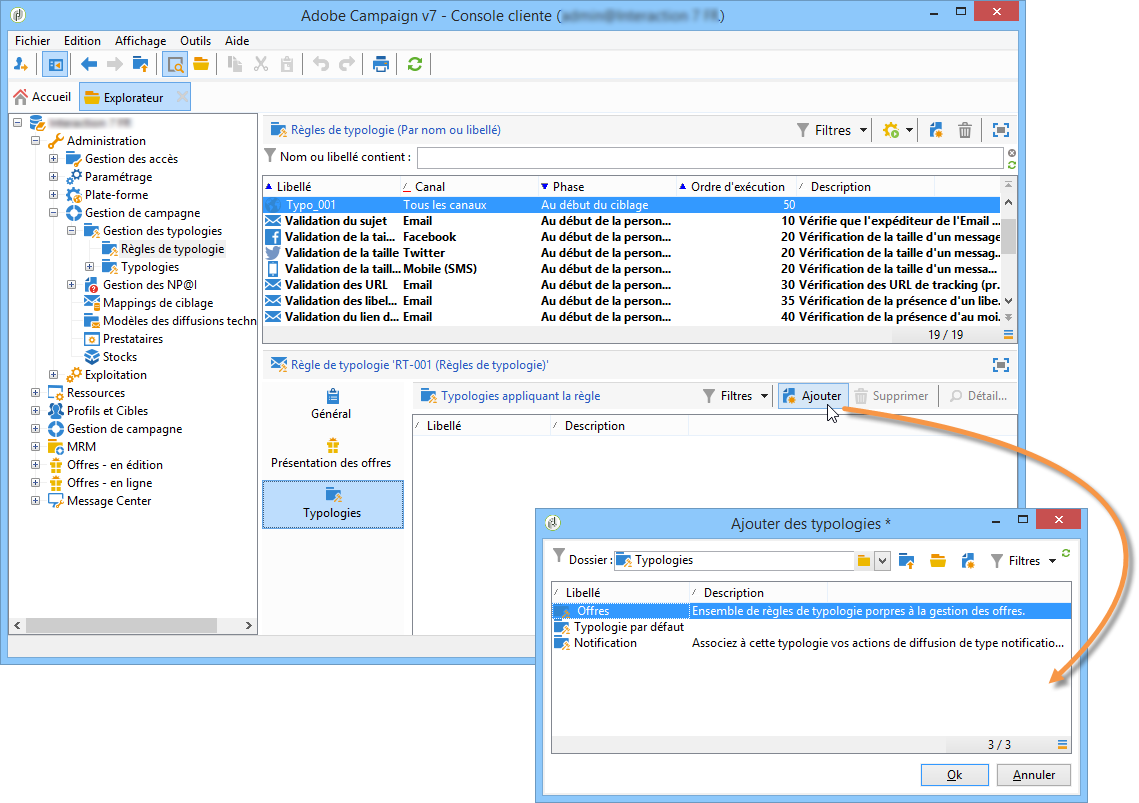 Adobe Campaign v7 - Console cliente (
Fichier Edition Affichage Outils Aide
Accueil Explorateur
Administration
Gestion des accès
Paramétrage
Plate-forme
Gestion de campagne
Gestion des typologies
Règles de typologie
Typologies
Gestion des NP@I
Mappings de ciblage
Modèles des diffusions techn
Prestataires
Stocks
Exploitation
Ressources
Profils et Cibles
Gestion de campagne
MRM
Offres - en édition
Offres - en ligne
Message Center
Règles de typologie (Par nom ou libellé) Filtres
Nom ou libellé contient :
Libellé Canal Phase Ordre d'exécution Description
Typo_001 Tous les canaux Au début du ciblage 50
Validation du sujet Email Au début de la person... 10 Vérifie que l'expéditeur de l'Email ...
Validation de la tai... Facebook Au début de la person... 20 Vérification de la taille d'un message
Validation de la taille Twitter Au début de la person... 20 Vérification de la taille d'un messag..
Validation de la taill... Mobile (SMS) Au début de la person... 20 Vérification de la taille d'un messa...
Validation des URL Email Au début de la person... 30 Vérification des URL de tracking (pr.
Validation des libel... Email Au début de la person... 35 Vérification de la présence d'un libe.
Validation du lien d... Email Au début de la person... 40 Vérification de la présence d'au moi.
19 / 19
Règle de typologie 'RT-001 (Règles de typologie)'
Général
Présentation des offres
Typologies
Typologies appliquant la règle Filtres Ajouter Supprimer Détail...
Libellé Description
Ajouter des typologies *
Dossier : Typologies Filtres
Libellé Description
Offres Ensemble de règles de typologie porpres à la gestion des offres.
Typologie par défaut
Notification Associez à cette typologie vos actions de diffusion de type notificatio...
3 / 3
Ok Annuler